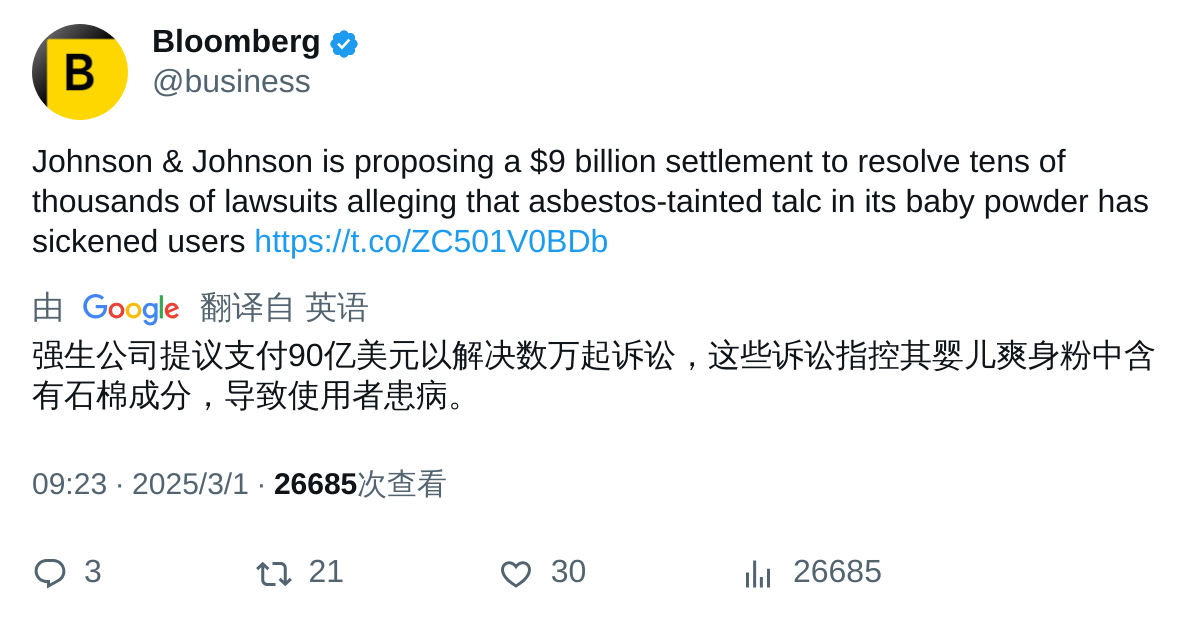 B
Bloomberg
@business
Johnson & Johnson is proposing a $9 billion settlement to resolve tens of
thousands of lawsuits alleging that asbestos-tainted talc in its baby powder has
sickened users https://t.co/ZC501V0BDb
由 Google 翻译自 英语
强生公司提议支付90亿美元以解决数万起诉讼，这些诉讼指控其婴儿爽身粉中含
有石棉成分，导致使用者患病。
09:23 · 2025/3/1 · 26685次查看
3 21 30 26685